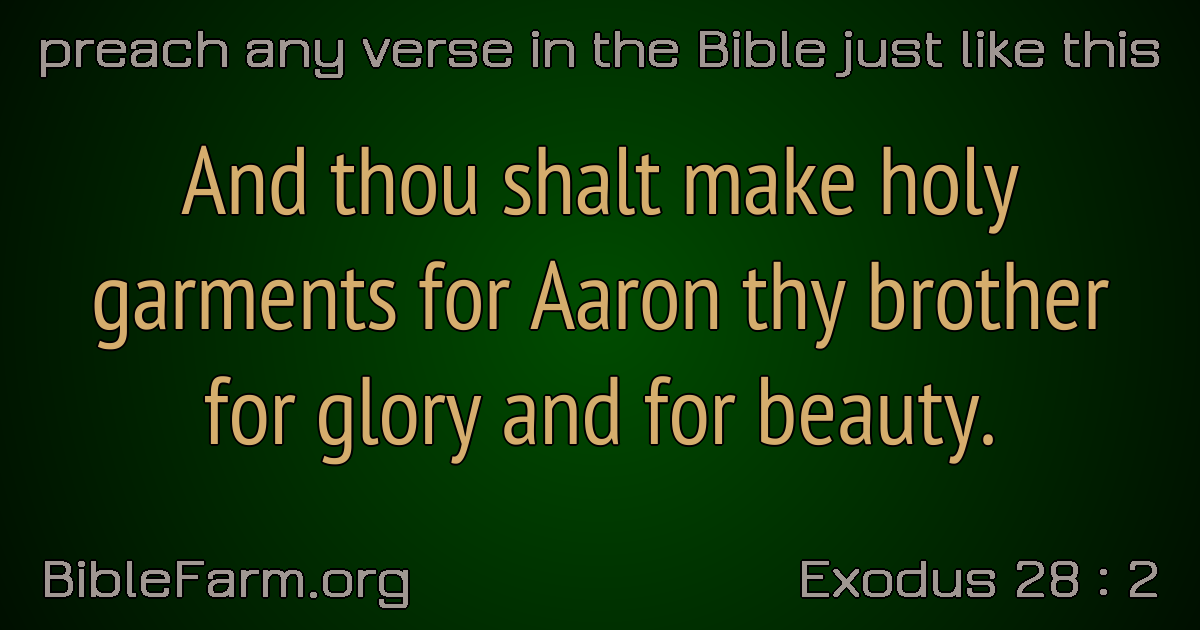 preach any verse in the Bible just like this
And thou shalt make holy
garments for Aaron thy brother
for glory and for beauty.
BibleFarm.org
Exodus 28 : 2